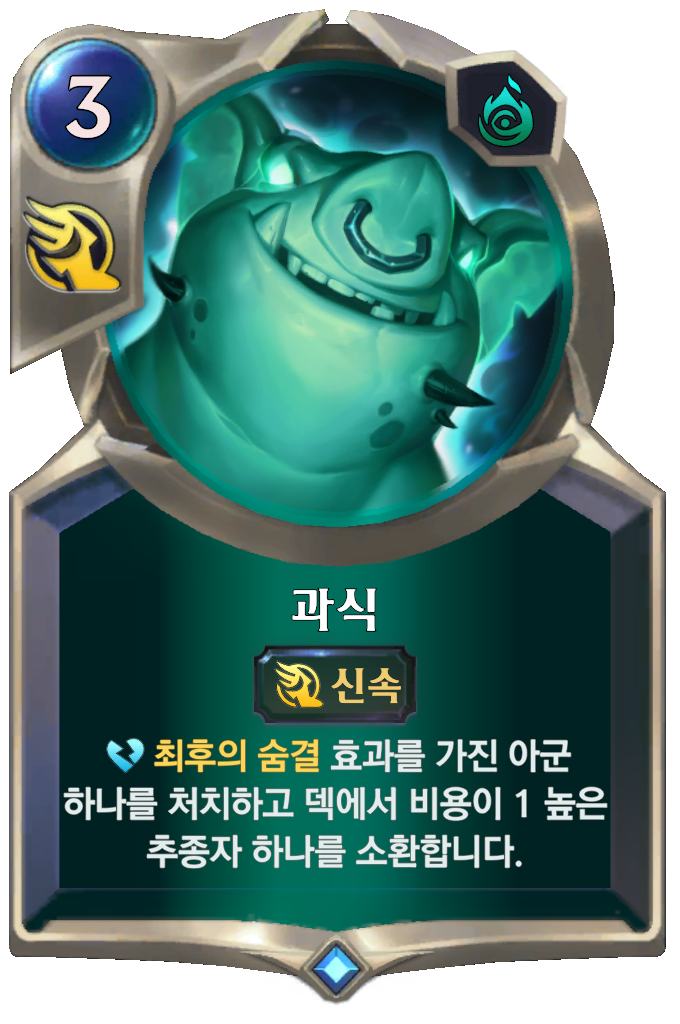 3
과식
신속
최후의 숨결 효과를 가진 아군
하나를 처치하고 덱에서 비용이 1 높은
추종자 하나를 소환합니다.